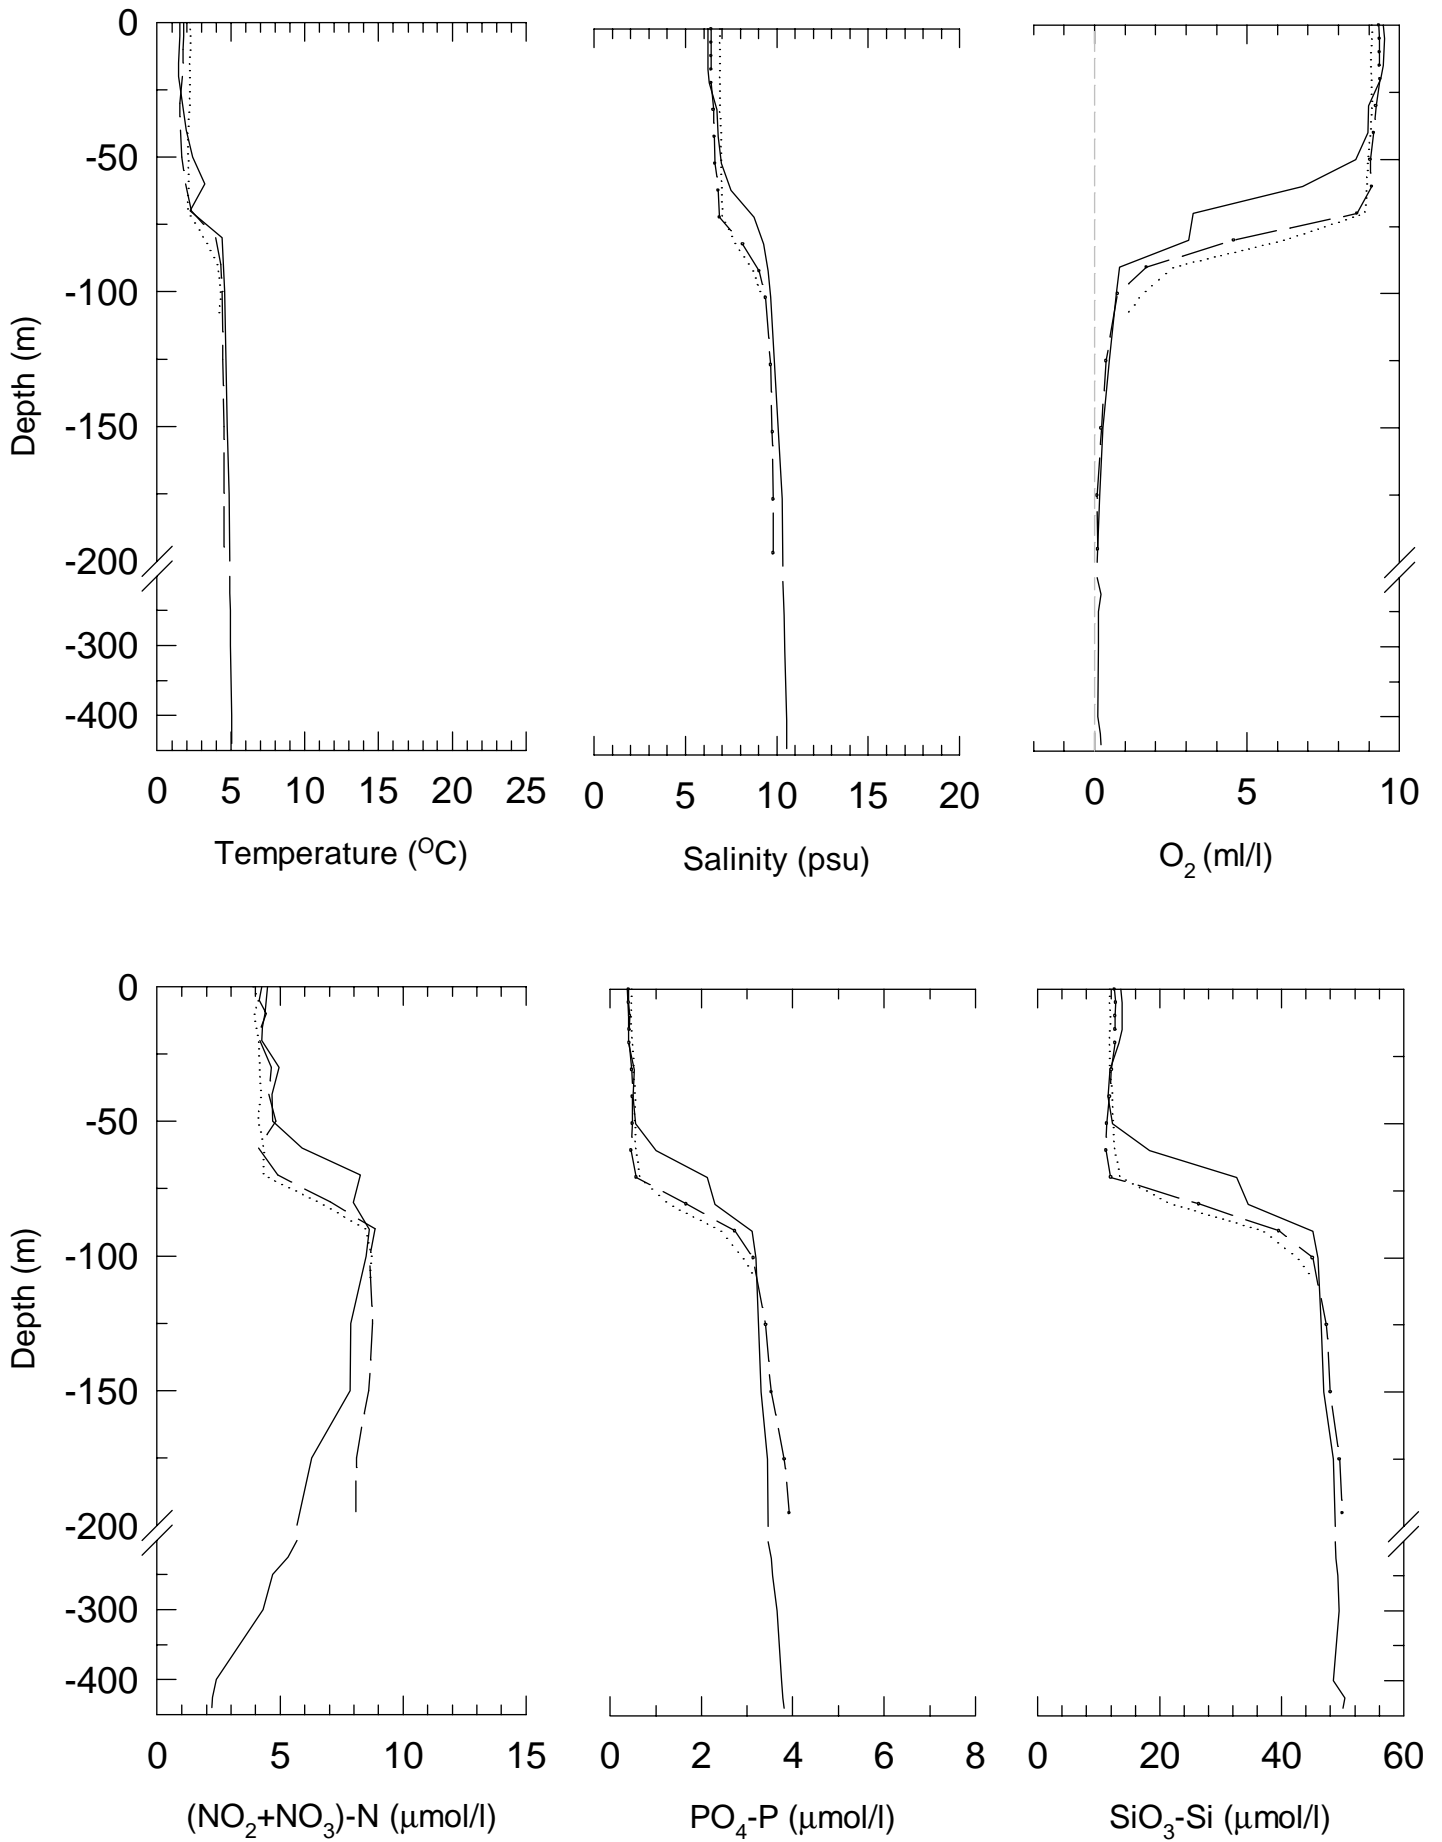 0
-50
-100
-150
-200
-300
-400
Depth (m)
0 5 10 15 20 25
Temperature (ᴼC)
0 5 10 15 20
Salinity (psu)
0 5 10
O₂ (ml/l)
0
-50
-100
-150
-200
-300
-400
Depth (m)
0 5 10 15
(NO₂+NO₃)-N (μmol/l)
0 2 4 6 8
PO₄-P (μmol/l)
0 20 40 60
SiO₃-Si (μmol/l)